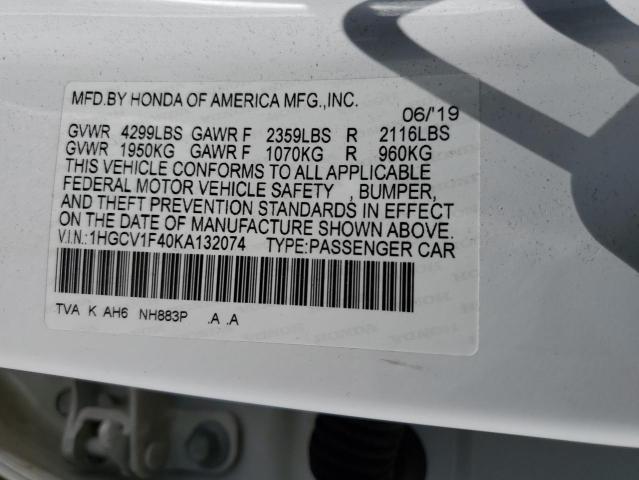 MFD.BY HONDA OF AMERICA MFG.,INC.
06/'19
GVWR 4299LBS GAWR F 2359LBS R 2116LBS
GVWR 1950KG GAWR F 1070KG R 960KG
THIS VEHICLE CONFORMS TO ALL APPLICABLE
FEDERAL MOTOR VEHICLE SAFETY , BUMPER,
AND THEFT PREVENTION STANDARDS IN EFFECT
ON THE DATE OF MANUFACTURE SHOWN ABOVE.
V.I.N.:1HGCV1F40KA132074 TYPE:PASSENGER CAR
TVA K AH6 NH883P .A .A